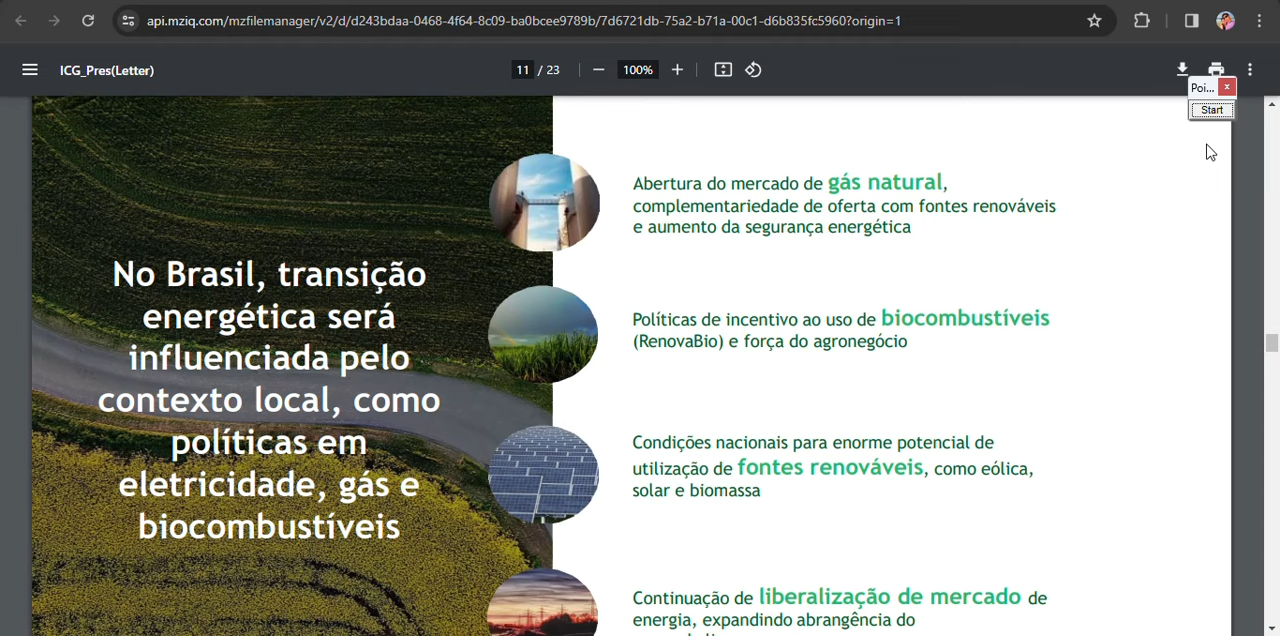 api.mziq.com/mzfilemanager/v2/d/d243bdaa-0468-4f64-8c09-ba0bcee9789b/7d6721db-75a2-b71a-00c1-d6b835fc5960?origin=1
ICG_Pres(Letter)
11 / 23
100%
Poi...
x
Start
No Brasil, transição
energética será
influenciada pelo
contexto local, como
políticas em
eletricidade, gás e
biocombustíveis
Abertura do mercado de gás natural,
complementariedade de oferta com fontes renováveis
e aumento da segurança energética
Políticas de incentivo ao uso de biocombustíveis
(RenovaBio) e força do agronegócio
Condições nacionais para enorme potencial de
utilização de fontes renováveis, como eólica,
solar e biomassa
Continuação de liberalização de mercado de
energia, expandindo abrangência do